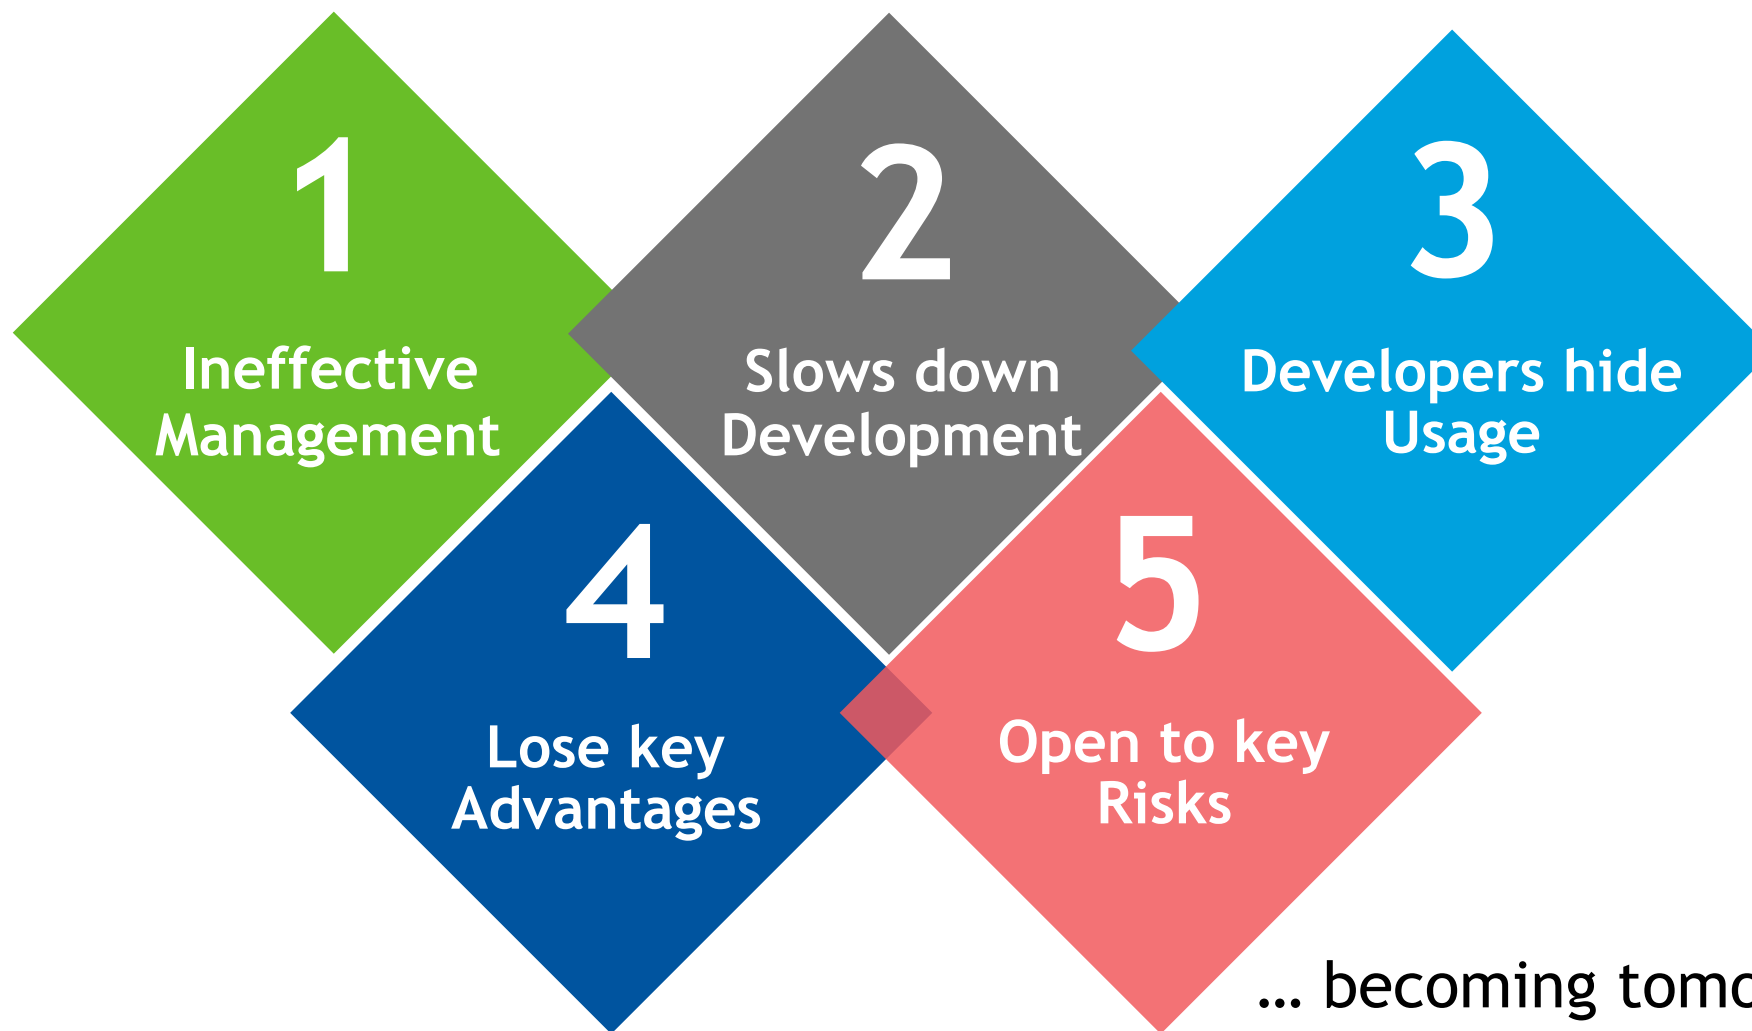 1
Ineffective
Management
2
Slows down
Development
3
Developers hide
Usage
4
Lose key
Advantages
5
Open to key
Risks
... becoming